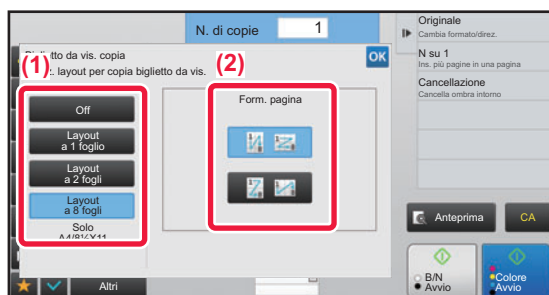 N. di copie 1
Originale
Cambia formato/direz.
N su 1
Ins. più pagine in una pagina
Cancellazione
Cancella ombra intorno
tto da vis. copia
OK
(1)
(2)
layout per copia biglietto da vis.
Off
Layout
a 1 foglio
Layout
a 2 fogli
Layout
a 8 fogli
Solo
Form. pagina
Anteprima
CA
B/N
Avvio
Colore
Avvio
Altri